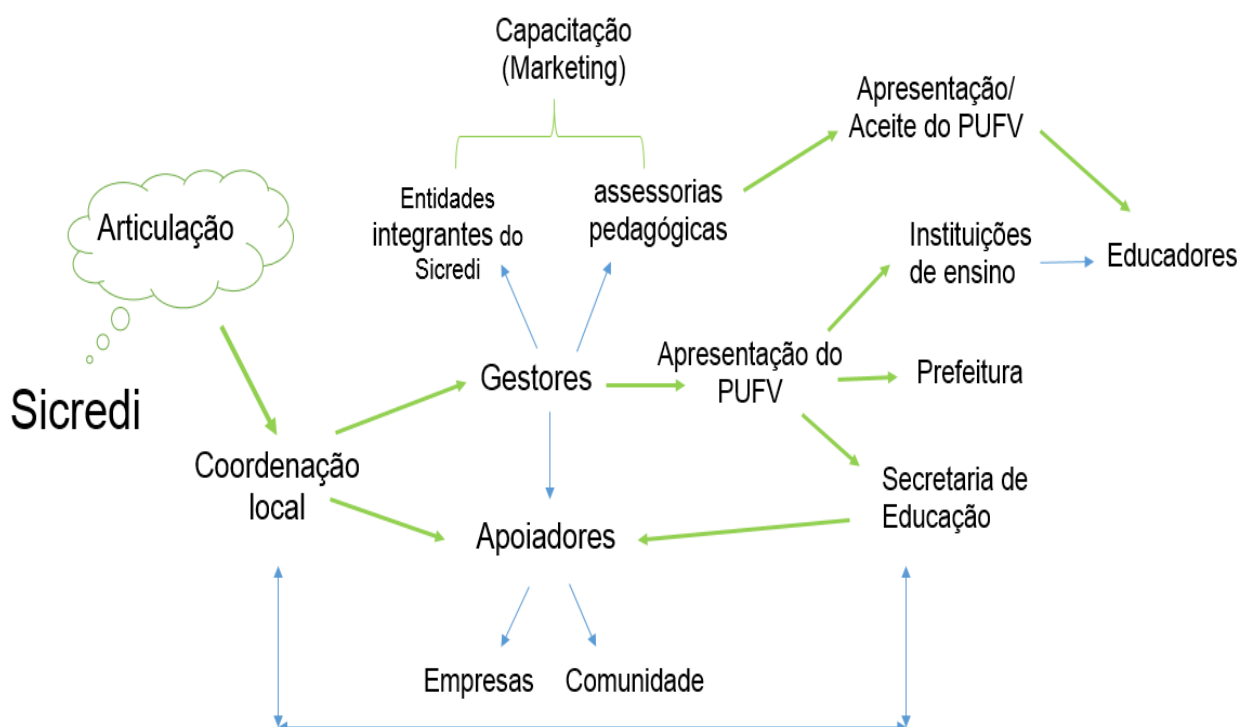 Capacitação
(Marketing)
Apresentação/
Aceite do PUFV
Entidades
integrantes do
Sicredi
assessorias
pedagógicas
Articulação
Instituições
de ensino
Educadores
Gestores
Apresentação do
PUFV
Prefeitura
Sicredi
Coordenação
local
Secretaria de
Educação
Apoiadores
Empresas
Comunidade